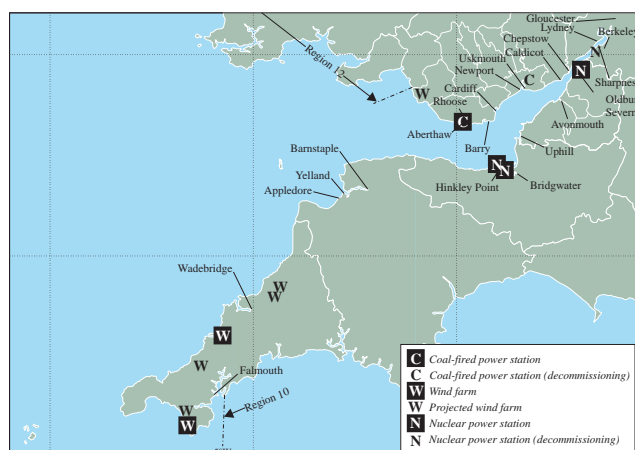 Gloucester
Lydney
Berkeley
Chepstow
Caldicot
N
Uskmouth
Newport
C
N
Sharpness
Region 12
W
Cardiff
Rhoose
C
Aberthaw
Avonmouth
Barry
Uphill
Barnstaple
N
N
Yelland
Hinkley Point
Bridgwater
Appledore
Wadebridge
W
W
W
W
Falmouth
Region 10
W
W
C Coal-fired power station
C Coal-fired power station (decommissioning)
W Wind farm
W Projected wind farm
N Nuclear power station
N Nuclear power station (decommissioning)